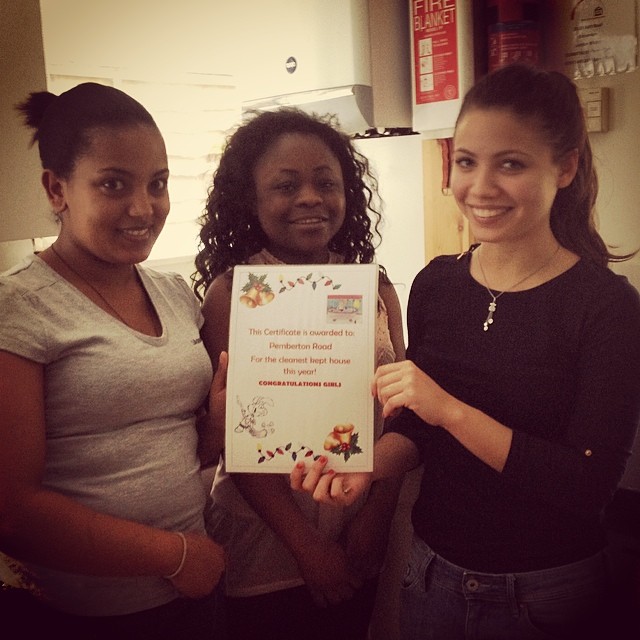 FIRE
BLANKET
This Certificate is awarded to:
Pemberton Road
For the cleanest kept house
this year!
CONGRATULATIONS GIRLS